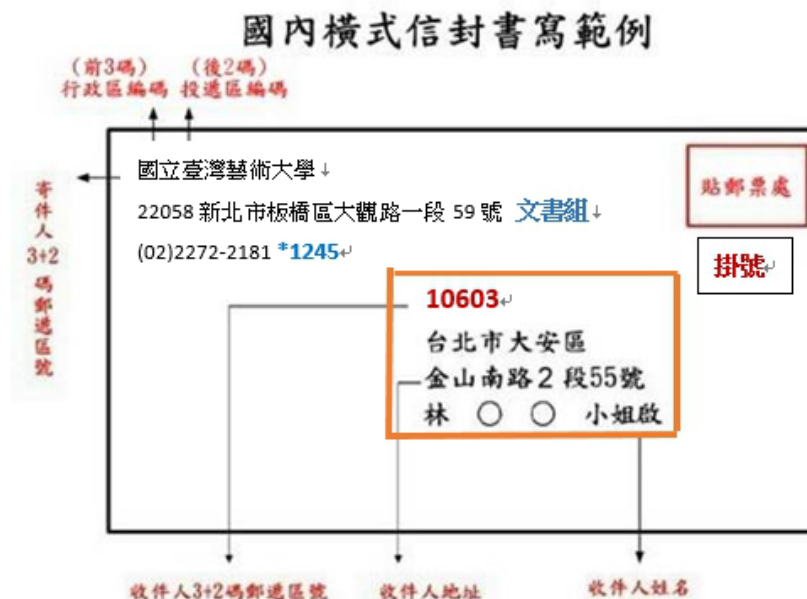 國內橫式信封書寫範例
(前3碼) (後2碼)
行政區編碼 投遞區編碼
國立臺灣藝術大學↓
22058 新北市板橋區大觀路一段 59 號 文書組↓
(02)2272-2181 *1245↵
貼郵票處
掛號↵
寄件人3+2碼郵遞區號
10603↵
台北市大安區
金山南路2段55號
林 ○ ○ 小姐啟
收件人3+2碼郵遞區號 收件人地址 收件人姓名